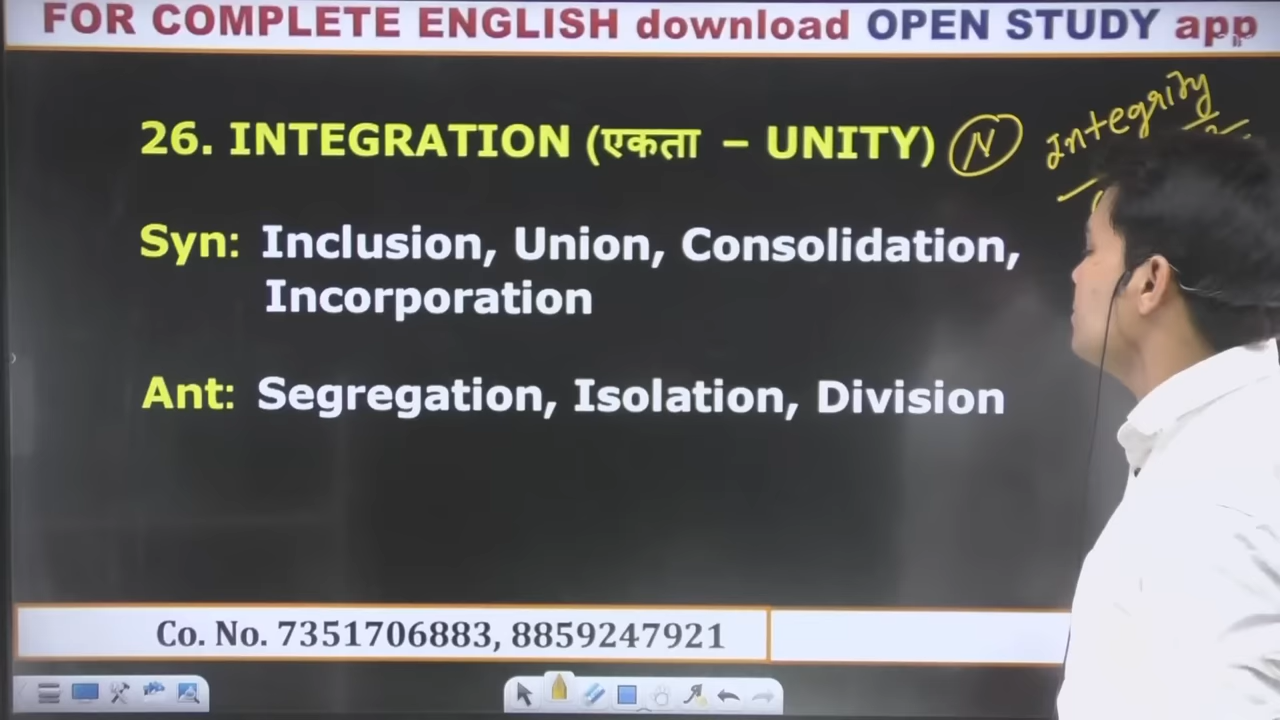 FOR COMPLETE ENGLISH download OPEN STUDY app
26. INTEGRATION (एकता – UNITY) N Integrity
Syn: Inclusion, Union, Consolidation,
Incorporation
Ant: Segregation, Isolation, Division
Co. No. 7351706883, 8859247921